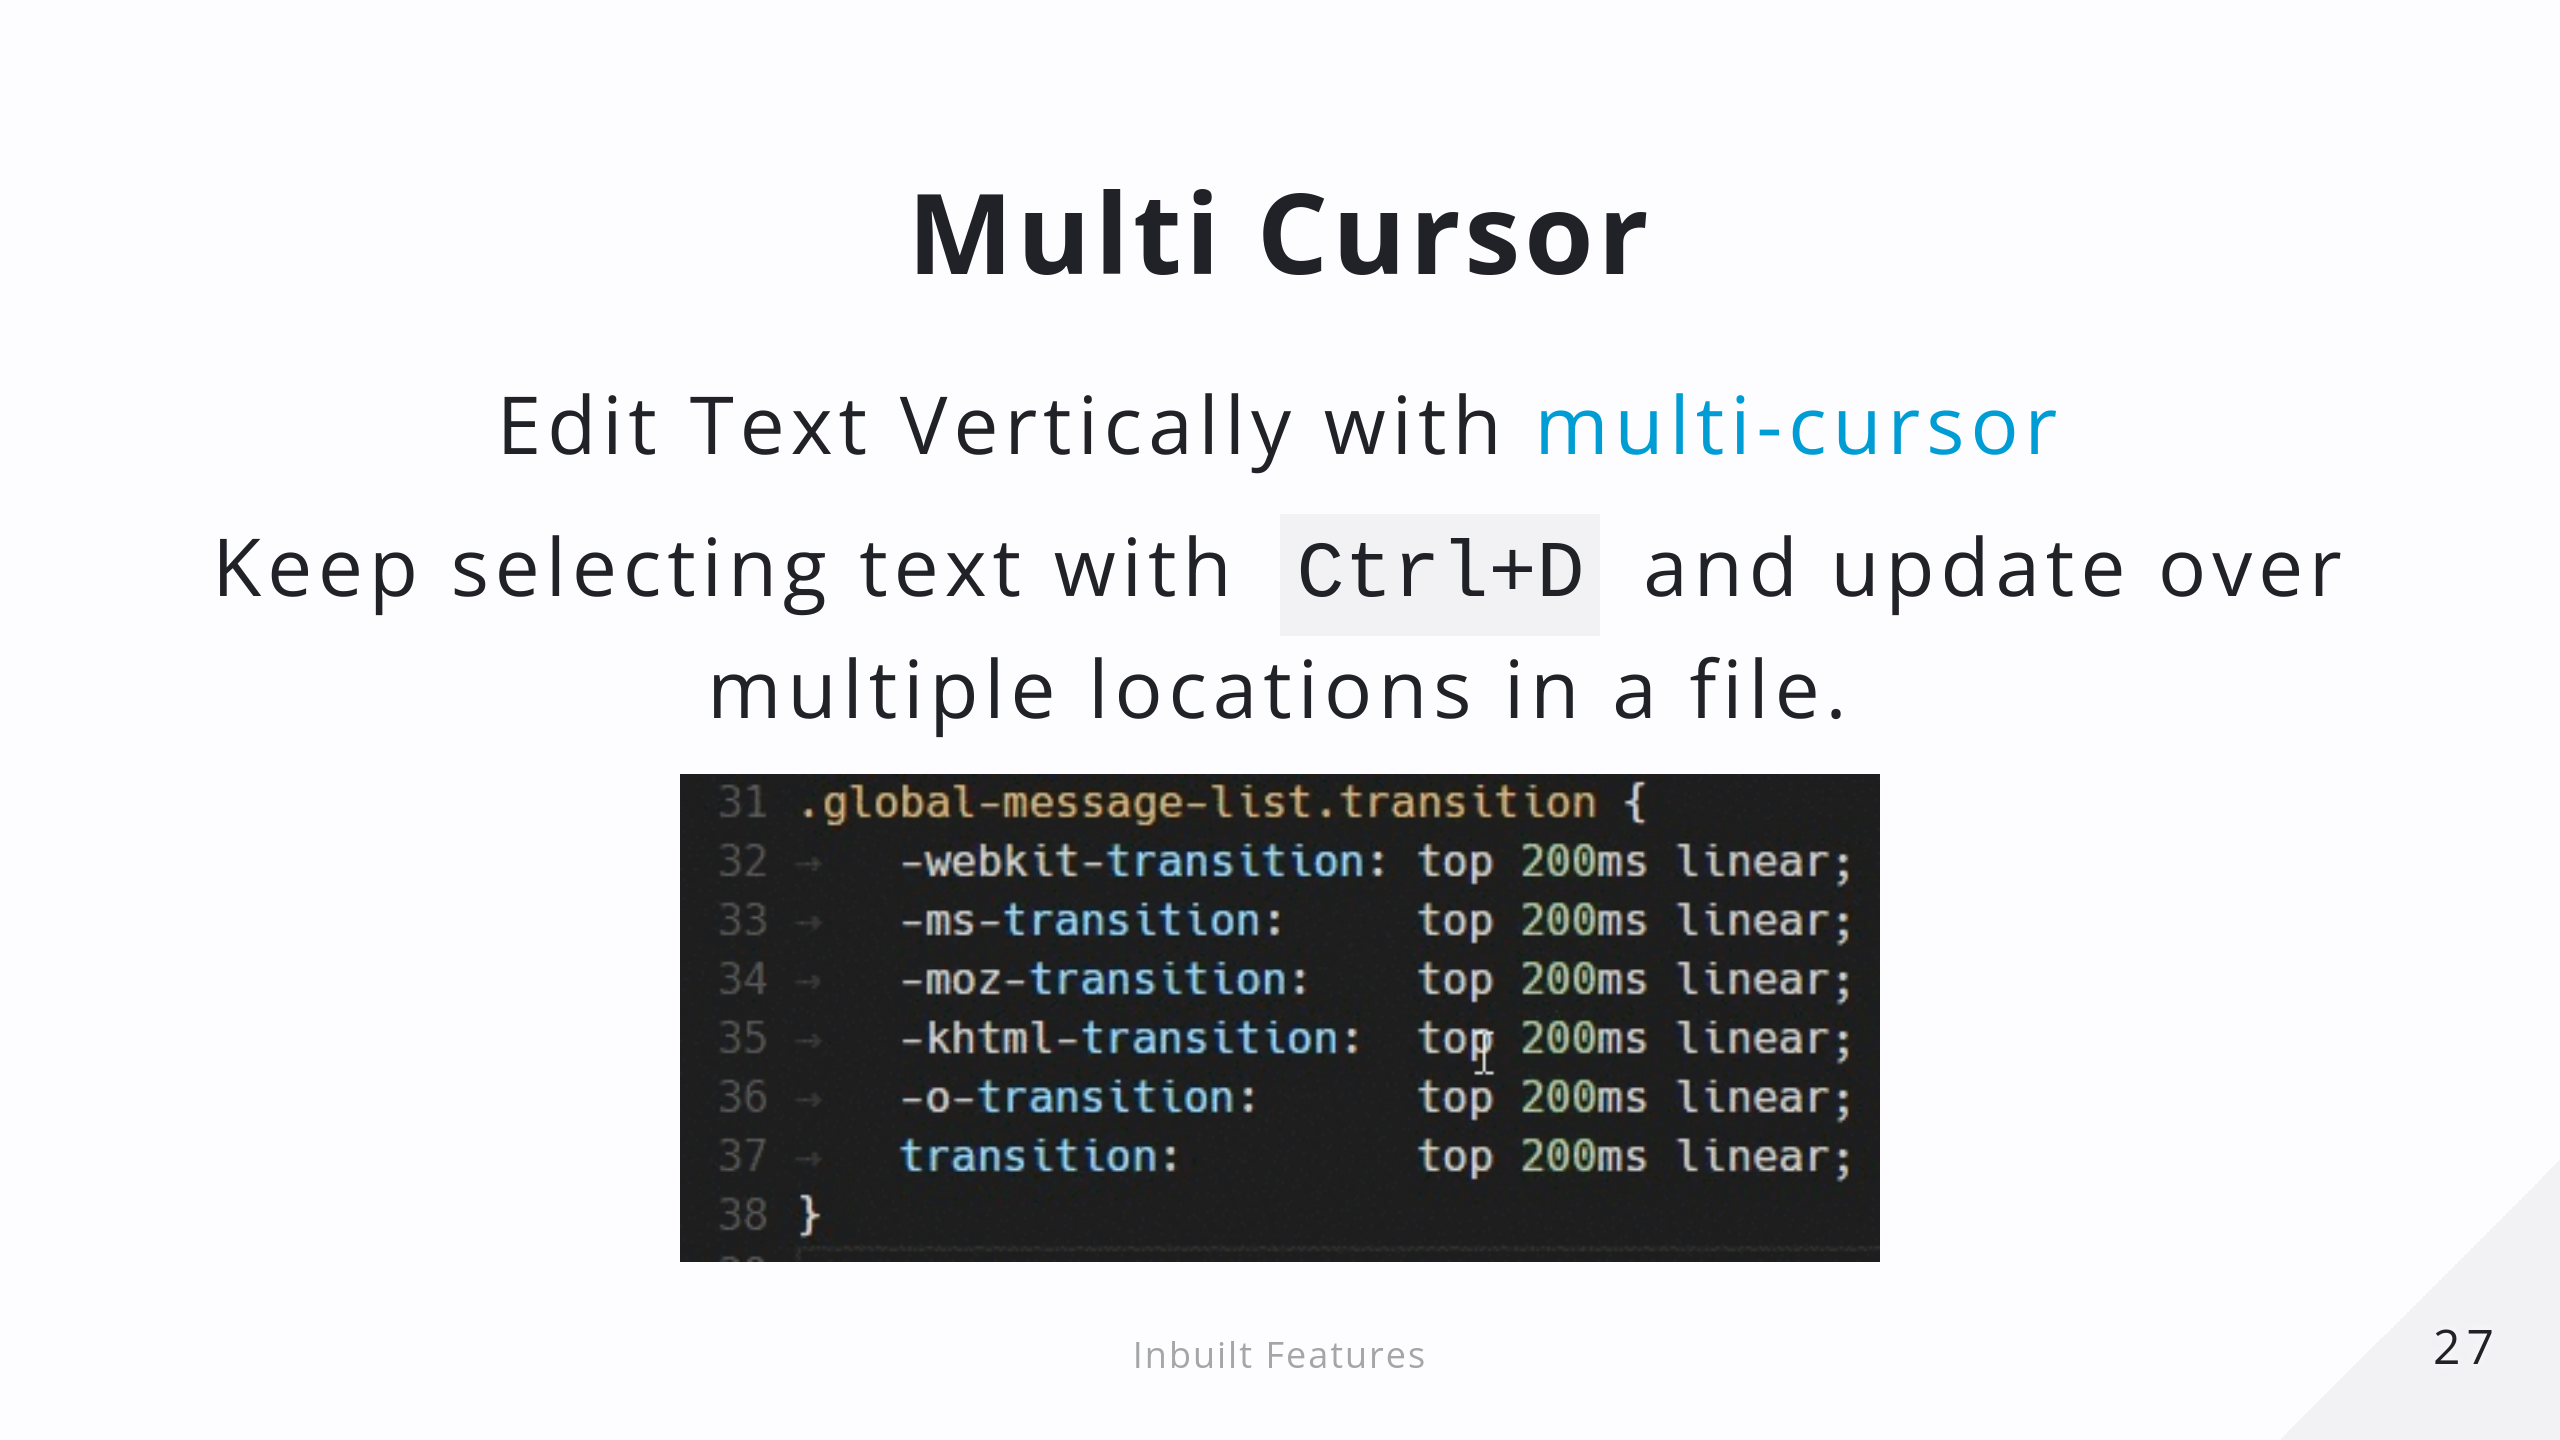 Multi Cursor
Edit Text Vertically with multi-cursor
Keep selecting text with Ctrl+D and update over
multiple locations in a file.
31 .global-message-list.transition {
32 → -webkit-transition: top 200ms linear;
33 → -ms-transition: top 200ms linear;
34 → -moz-transition: top 200ms linear;
35 → -khtml-transition: top 200ms linear;
36 → -o-transition: top 200ms linear;
37 → transition: top 200ms linear;
38 }
Inbuilt Features
27